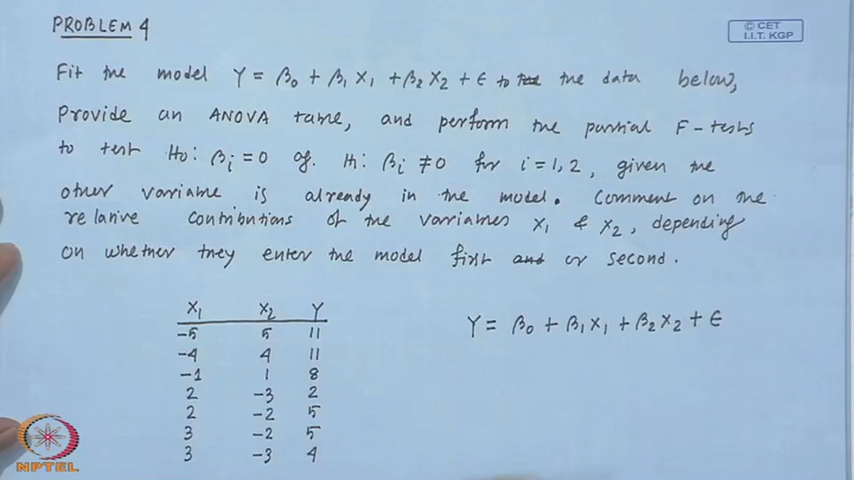 PROBLEM 4
© CET
I.I.T. KGP
Fit the model Y = β₀ + β₁ X₁ + β₂ X₂ + ϵ to the data below,
Provide an ANOVA table, and perform the partial F-tests
to test H₀: βᵢ = 0 ag. H₁: βᵢ ≠ 0 for i = 1, 2, given the
other variable is already in the model. Comment on the
relative contributions of the variables X₁ & X₂, depending
on whether they enter the model first or second.
X₁ X₂ Y
-5 5 11
-4 4 11
-1 1 8
2 -3 2
2 -2 5
3 -2 5
3 -3 4
Y = β₀ + β₁ X₁ + β₂ X₂ + ϵ
NPTEL